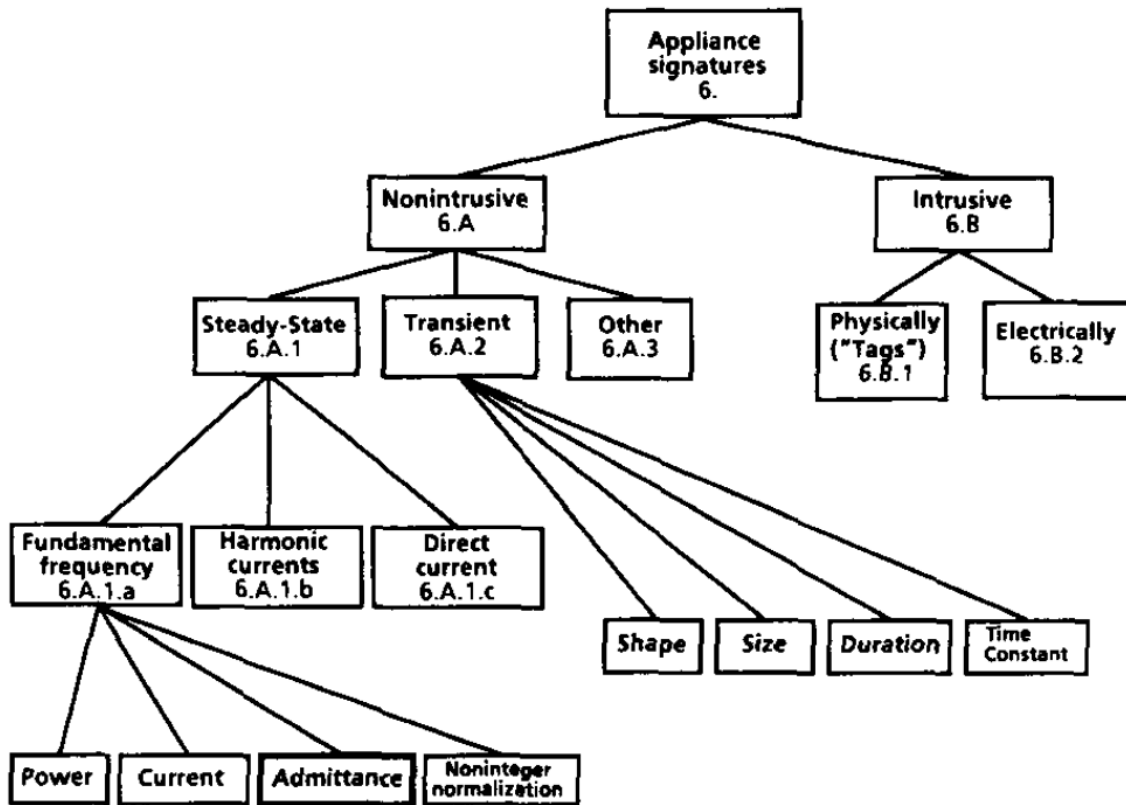 Appliance
signatures
6.
Nonintrusive
6.A
Intrusive
6.B
Steady-State
6.A.1
Transient
6.A.2
Other
6.A.3
Physically
("Tags")
6.B.1
Electrically
6.B.2
Fundamental
frequency
6.A.1.a
Harmonic
currents
6.A.1.b
Direct
current
6.A.1.c
Shape
Size
Duration
Time
Constant
Power
Current
Admittance
Noninteger
normalization